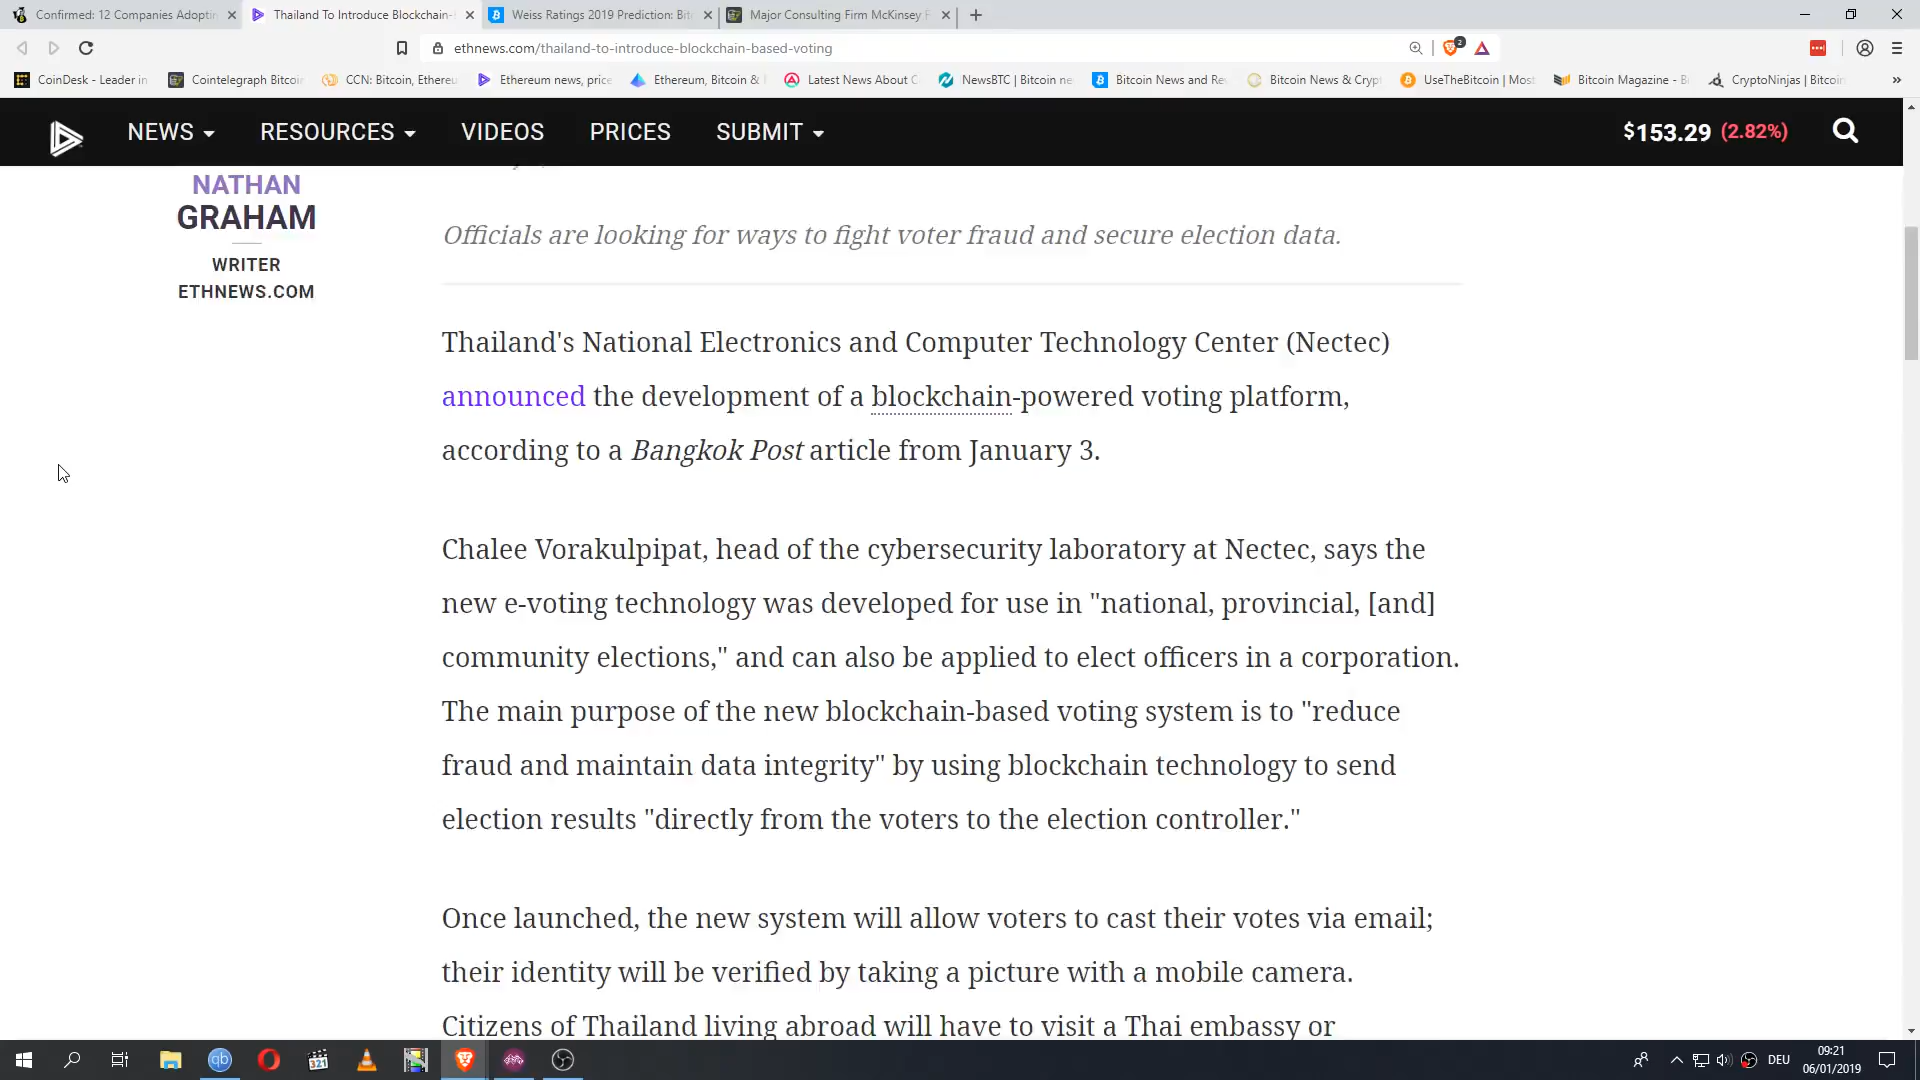 Confirmed: 12 Companies Adoptin
Thailand To Introduce Blockchain-
Weiss Ratings 2019 Prediction: Bit
Major Consulting Firm McKinsey F
ethnews.com/thailand-to-introduce-blockchain-based-voting
2
CoinDesk - Leader in
Cointelegraph Bitcoin
CCN: Bitcoin, Ethereu
Ethereum news, price
Ethereum, Bitcoin &
Latest News About C
NewsBTC | Bitcoin ne
Bitcoin News and Re
Bitcoin News & Cryp
UseTheBitcoin | Most
Bitcoin Magazine - B
CryptoNinjas | Bitcoin
»
NEWS
RESOURCES
VIDEOS
PRICES
SUBMIT
$153.29 (2.82%)
NATHAN
GRAHAM
WRITER
ETHNEWS.COM
Officials are looking for ways to fight voter fraud and secure election data.
Thailand's National Electronics and Computer Technology Center (Nectec)
announced the development of a blockchain-powered voting platform,
according to a Bangkok Post article from January 3.
Chalee Vorakulpipat, head of the cybersecurity laboratory at Nectec, says the
new e-voting technology was developed for use in "national, provincial, [and]
community elections," and can also be applied to elect officers in a corporation.
The main purpose of the new blockchain-based voting system is to "reduce
fraud and maintain data integrity" by using blockchain technology to send
election results "directly from the voters to the election controller."
Once launched, the new system will allow voters to cast their votes via email;
their identity will be verified by taking a picture with a mobile camera.
Citizens of Thailand living abroad will have to visit a Thai embassy or
qb
321
DEU
09:21
06/01/2019